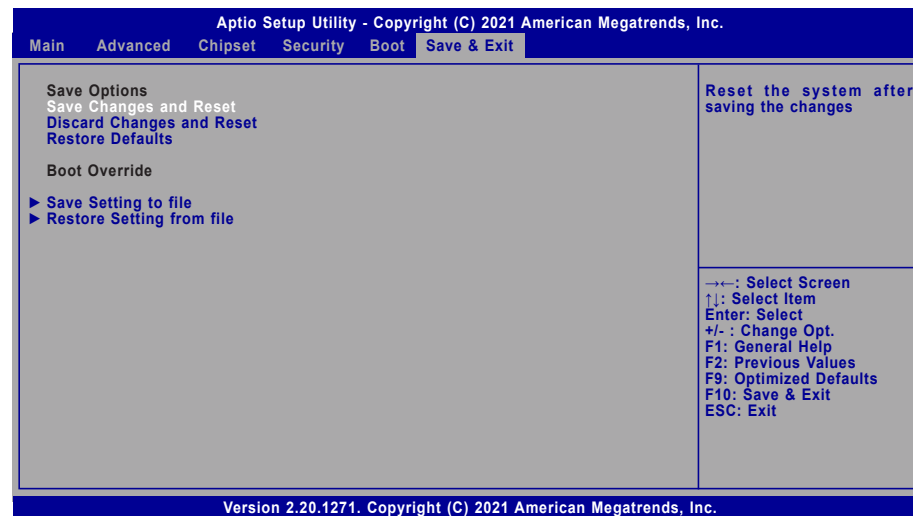 Aptio Setup Utility - Copyright (C) 2021 American Megatrends, Inc.
Main Advanced Chipset Security Boot Save & Exit
Save Options
Save Changes and Reset
Discard Changes and Reset
Restore Defaults
Boot Override
► Save Setting to file
► Restore Setting from file
Reset the system after
saving the changes
→←: Select Screen
↑↓: Select Item
Enter: Select
+/- : Change Opt.
F1: General Help
F2: Previous Values
F9: Optimized Defaults
F10: Save & Exit
ESC: Exit
Version 2.20.1271. Copyright (C) 2021 American Megatrends, Inc.